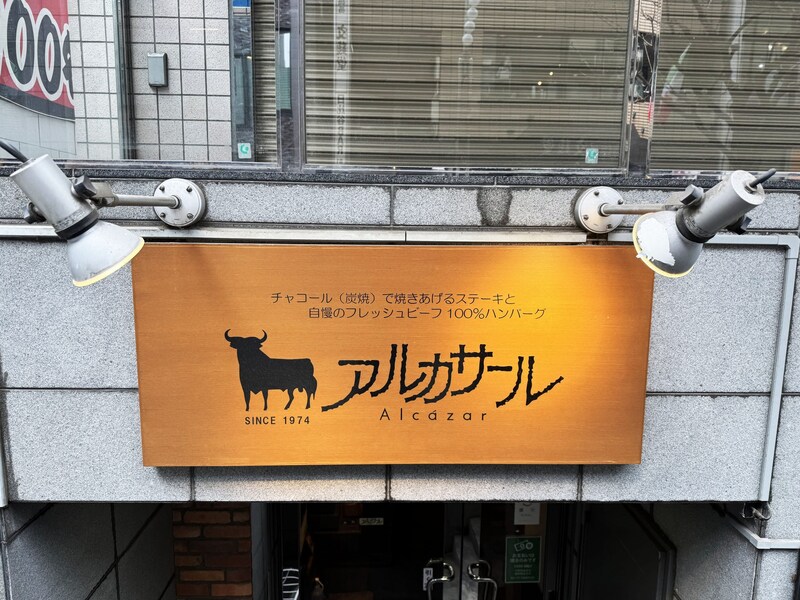 チャコール（炭焼）で焼きあげるステーキと
自慢のフレッシュビーフ 100%ハンバーグ
アルカサール
Alcázar
SINCE 1974